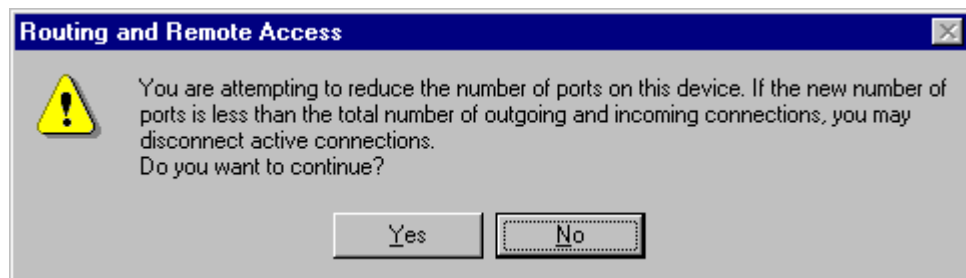 Routing and Remote Access
You are attempting to reduce the number of ports on this device. If the new number of
ports is less than the total number of outgoing and incoming connections, you may
disconnect active connections.
Do you want to continue?
Yes
No